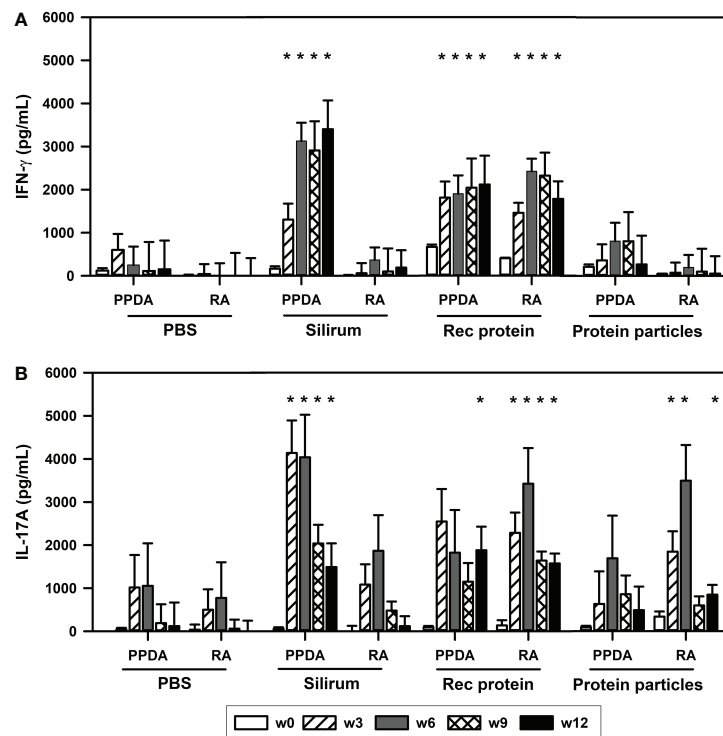 A
6000
5000
4000
3000
2000
1000
0
IFN-γ (pg/mL)
* * * * * * * * * * * *
PPDA RA PPDA RA PPDA RA PPDA RA
PBS Silirum Rec protein Protein particles
B
6000
5000
4000
3000
2000
1000
0
IL-17A (pg/mL)
* * * * * * * * * * * *
PPDA RA PPDA RA PPDA RA PPDA RA
PBS Silirum Rec protein Protein particles
w0 w3 w6 w9 w12